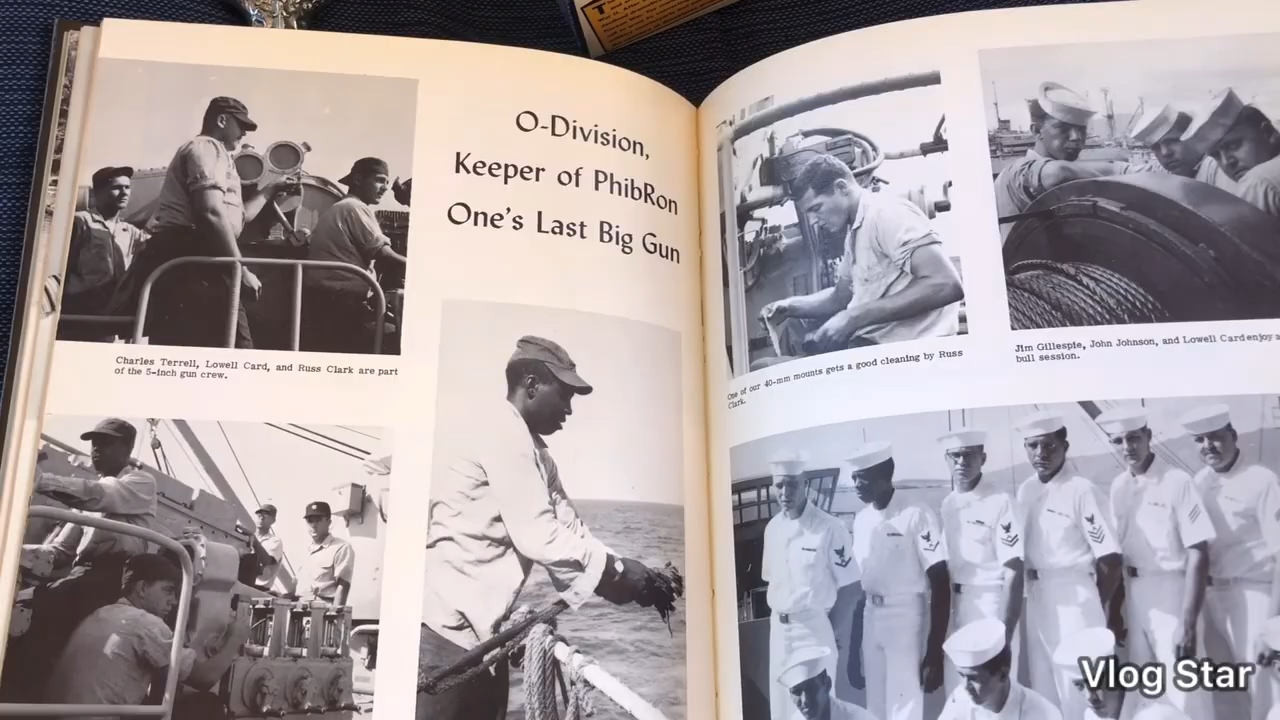 O-Division,
Keeper of PhibRon
One's Last Big Gun
Charles Terrell, Lowell Card, and Russ Clark are part
of the 5-inch gun crew.
One of our 40-mm mounts gets a good cleaning by Russ
Clark.
Jim Gillespie, John Johnson, and Lowell Card enjoy a
bull session.
Vlog Star